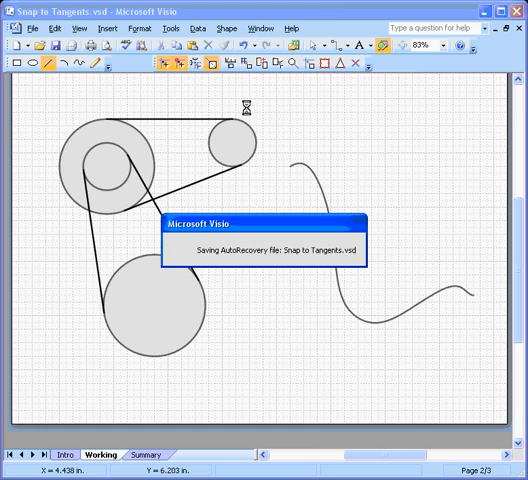 Snap to Tangents.vsd - Microsoft Visio
File Edit View Insert Format Tools Data Shape Window Help Type a question for help
83%
Microsoft Visio
Saving AutoRecovery file: Snap to Tangents.vsd
Intro Working Summary
X = 4.438 in. Y = 6.203 in. Page 2/3